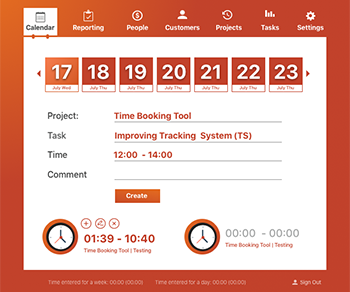 Calendar Reporting People Customers Projects Tasks Settings
17 18 19 20 21 22 23
July Wed July Thu July Thu July Thu July Thu July Thu July Thu
Project: Time Booking Tool
Task Improving Tracking System (TS)
Time 12:00 - 14:00
Comment
Create
01:39 - 10:40 00:00 - 00:00
Time Booking Tool | Testing Time Booking Tool | Testing
Time entered for a week: 00.00 (00.00) Time entered for a day: 00.00 (00.00) Sign Out